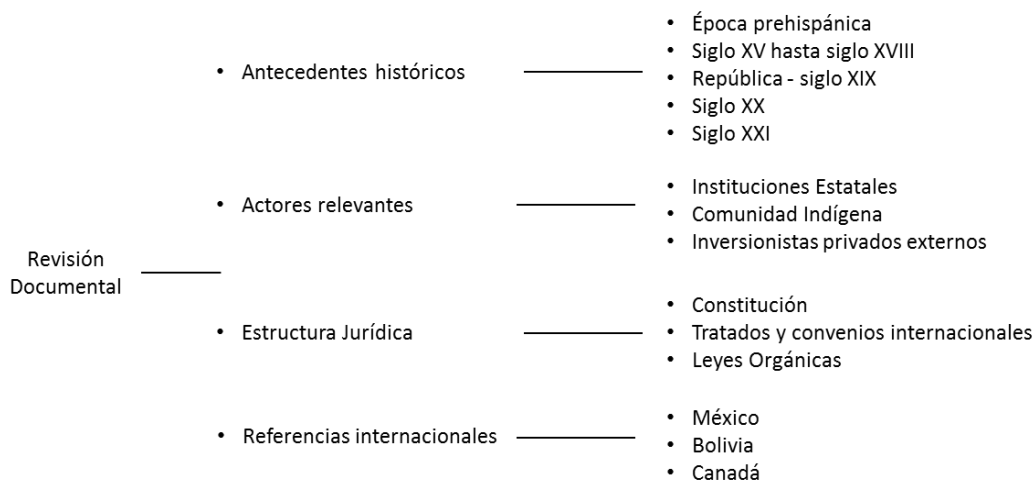 Revisión
Documental
• Antecedentes históricos
• Época prehispánica
• Siglo XV hasta siglo XVIII
• República - siglo XIX
• Siglo XX
• Siglo XXI
• Actores relevantes
• Instituciones Estatales
• Comunidad Indígena
• Inversionistas privados externos
• Estructura Jurídica
• Constitución
• Tratados y convenios internacionales
• Leyes Orgánicas
• Referencias internacionales
• México
• Bolivia
• Canadá